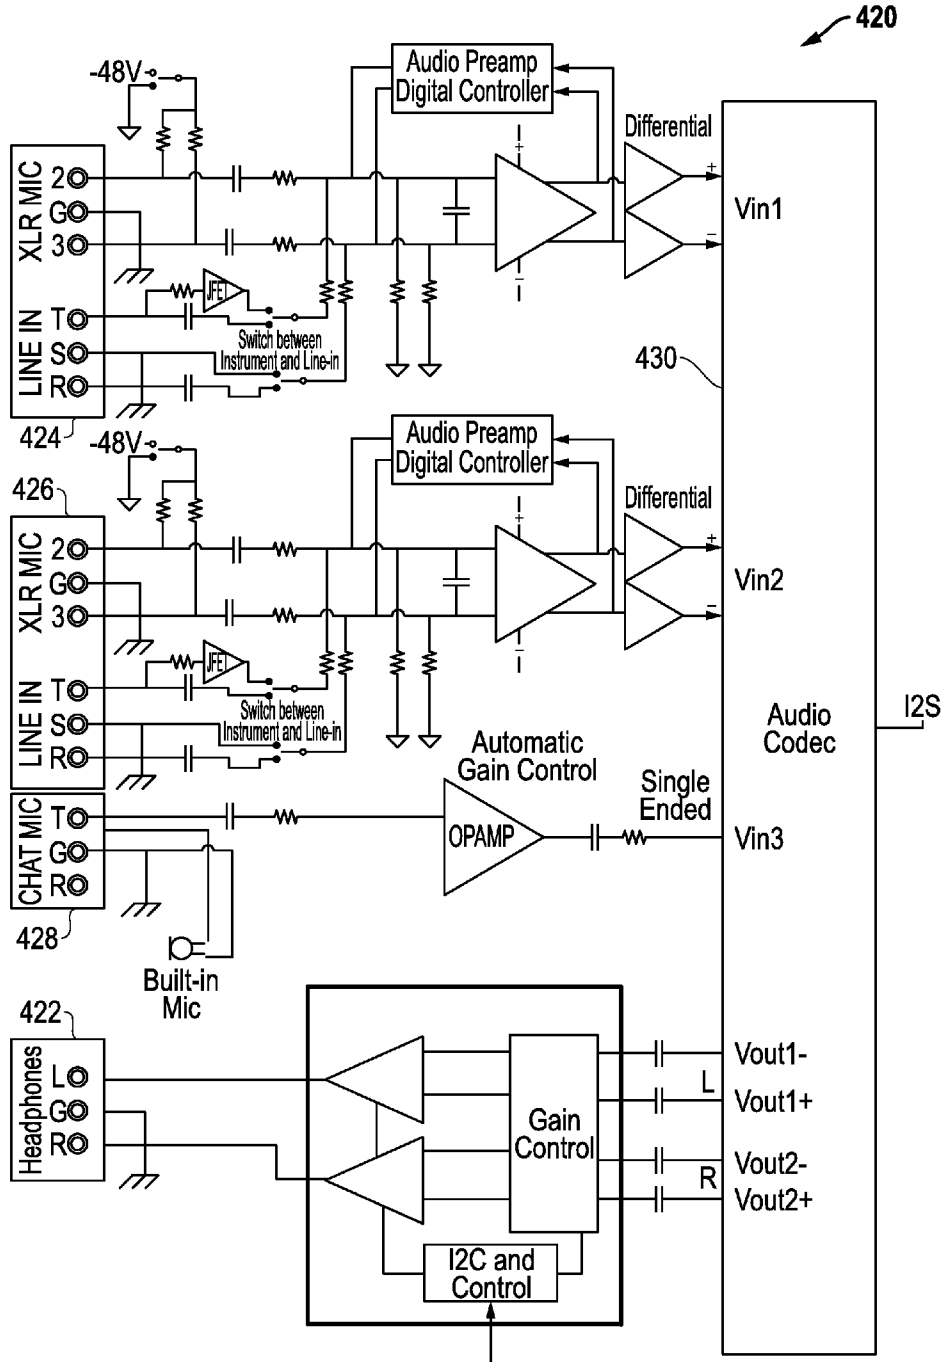 420
-48V
Audio Preamp
Digital Controller
Differential
+
+
XLR MIC
2
G
3
Vin1
-
-
JFET
LINE IN
T
S
R
Switch between
Instrument and Line-in
430
424
-48V
Audio Preamp
Digital Controller
426
Differential
+
+
XLR MIC
2
G
3
Vin2
-
-
JFET
LINE IN
T
S
R
Switch between
Instrument and Line-in
Audio
Codec
I2S
Automatic
Gain Control
Single
Ended
CHAT MIC
T
G
R
OPAMP
Vin3
428
Built-in
Mic
422
Headphones
L
G
R
Gain
Control
L
R
Vout1-
Vout1+
Vout2-
Vout2+
I2C and
Control